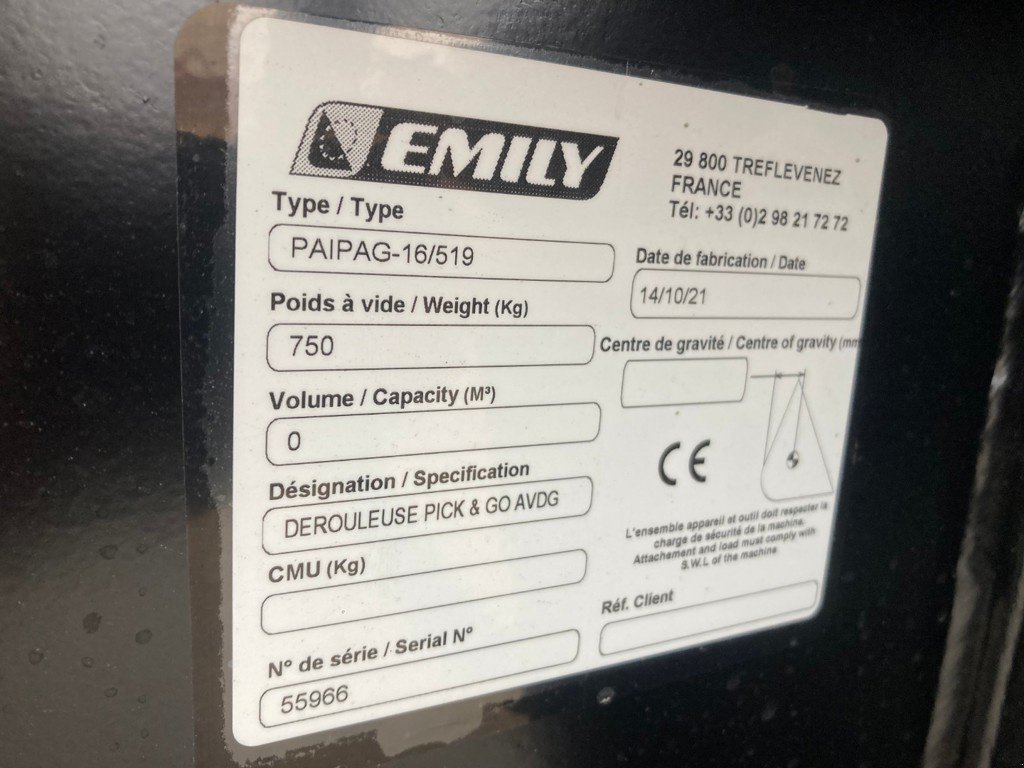 EMILY
29 800 TREFLEVENEZ
FRANCE
Tél: +33 (0)2 98 21 72 72
Type / Type
PAIPAG-16/519
Date de fabrication / Date
14/10/21
Poids à vide / Weight (Kg)
750
Centre de gravité / Centre of gravity (mm
Volume / Capacity (M³)
0
CE
Désignation / Specification
DEROULEUSE PICK & GO AVDG
L'ensemble appareil et outil doit respecter la
charge de sécurité de la machine.
Attachement and load must comply with
S.W.L of the machine
CMU (Kg)
Réf. Client
N° de série / Serial N°
55966